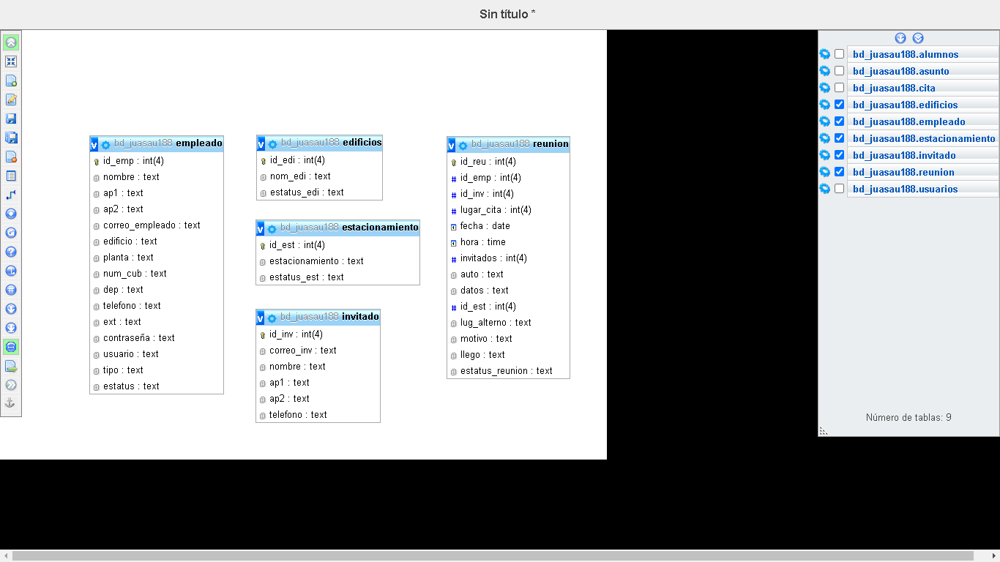 Sin título *
bd_juasau188 empleado
id_emp : int(4)
nombre : text
ap1 : text
ap2 : text
correo_empleado : text
edificio : text
planta : text
num_cub : text
dep : text
telefono : text
ext : text
contraseña : text
usuario : text
tipo : text
estatus : text
bd_juasau188 edificios
id_edi : int(4)
nom_edi : text
estatus_edi : text
bd_juasau188 estacionamiento
id_est : int(4)
estacionamiento : text
estatus_est : text
bd_juasau188 invitado
id_inv : int(4)
correo_inv : text
nombre : text
ap1 : text
ap2 : text
telefono : text
bd_juasau188 reunion
id_reu : int(4)
id_emp : int(4)
id_inv : int(4)
lugar_cita : int(4)
fecha : date
hora : time
invitados : int(4)
auto : text
datos : text
id_est : int(4)
lug_alterno : text
motivo : text
llego : text
estatus_reunion : text
bd_juasau188.alumnos
bd_juasau188.asunto
bd_juasau188.cita
bd_juasau188.edificios
bd_juasau188.empleado
bd_juasau188.estacionamiento
bd_juasau188.invitado
bd_juasau188.reunion
bd_juasau188.usuarios
Número de tablas: 9